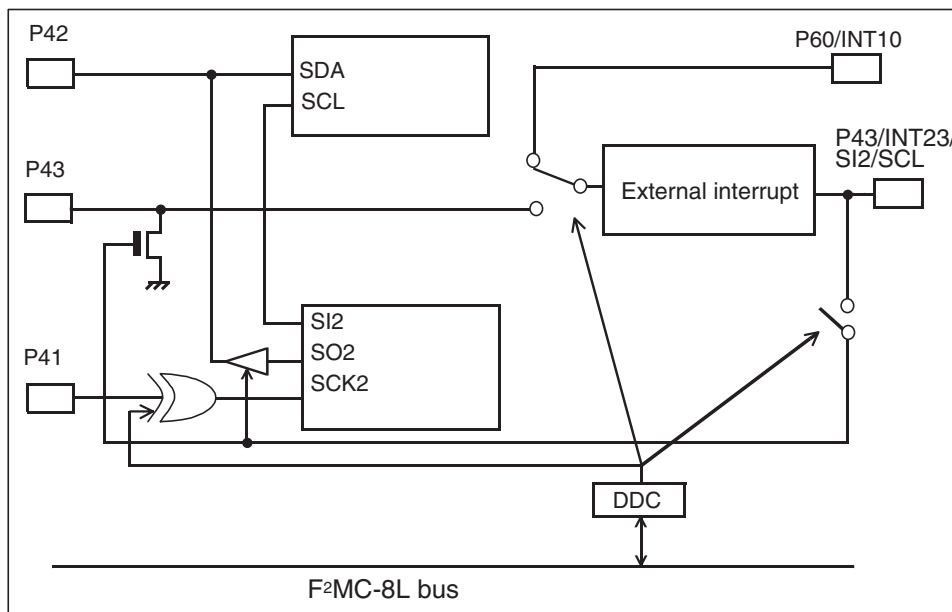 P42
P60/INT10
SDA
SCL
P43/INT23/
SI2/SCL
P43
External interrupt
SI2
SO2
SCK2
P41
DDC
F²MC-8L bus